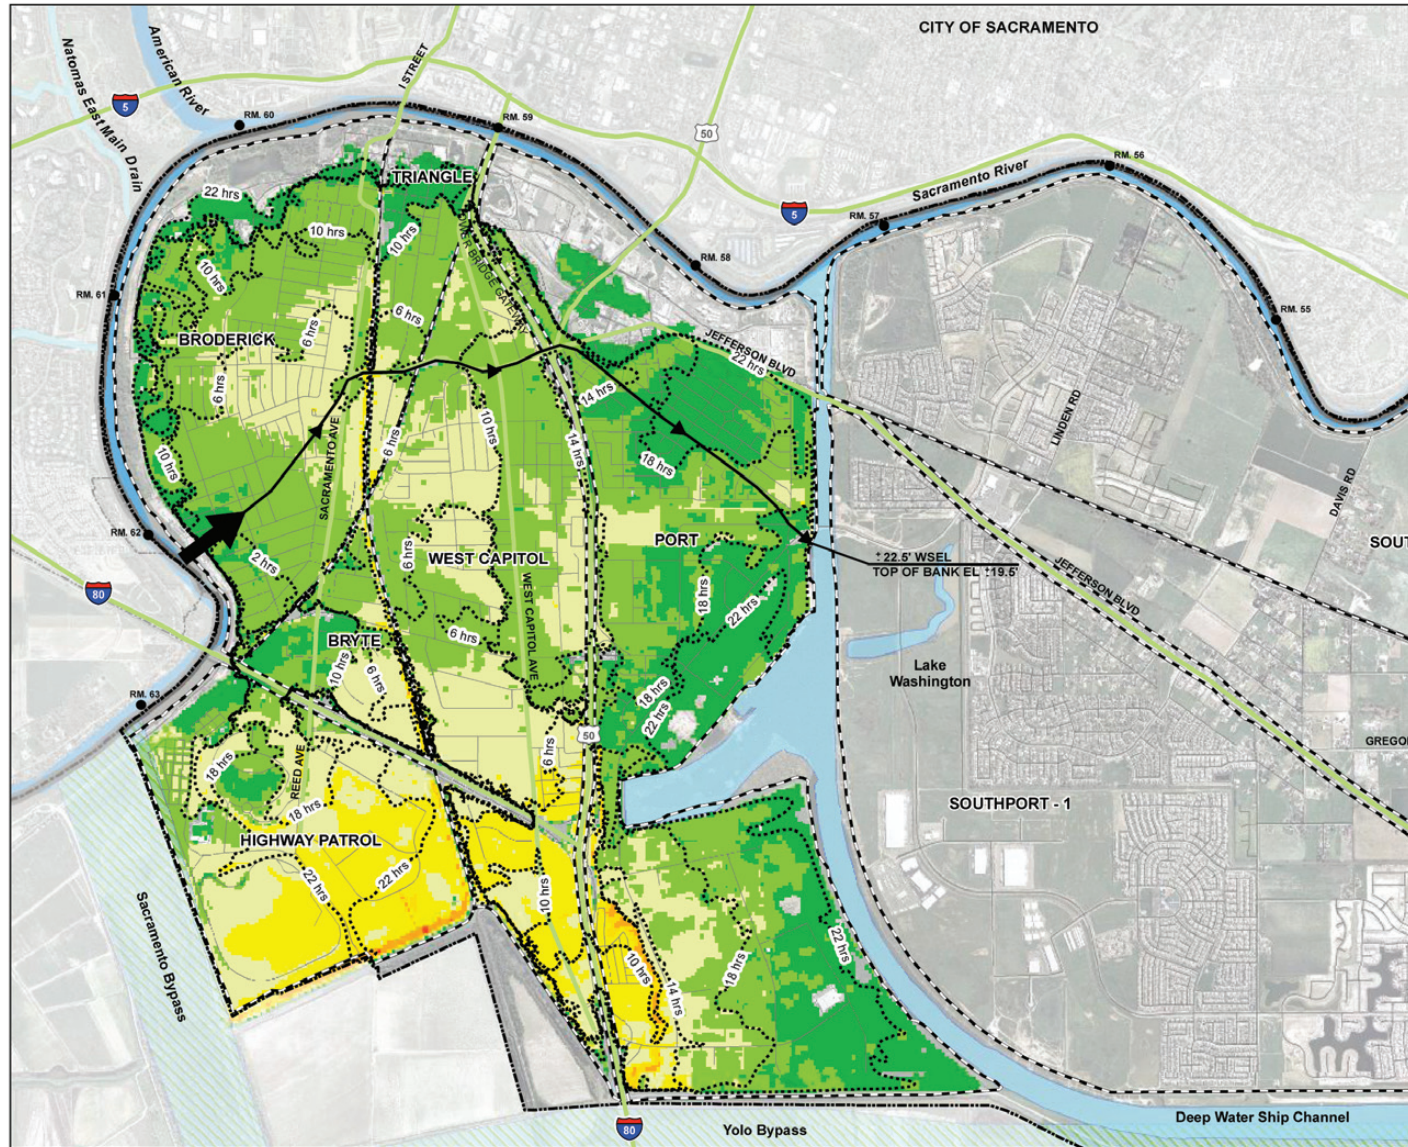 CITY OF SACRAMENTO
Natomas East Main Drain
American River
I STREET
5
RM. 60
RM. 59
50
RM. 56
Sacramento River
5
RM. 57
RM. 58
RM. 55
22 hrs
TRIANGLE
10 hrs
10 hrs
10 hrs
RM. 61
BRODERICK
6 hrs
6 hrs
JEFFERSON BLVD
22 hrs
6 hrs
14 hrs
LINDEN RD
SACRAMENTO AVE
6 hrs
10 hrs
14 hrs
18 hrs
10 hrs
DAVIS RD
RM. 62
2 hrs
6 hrs
WEST CAPITOL
PORT
± 22.5' WSEL
TOP OF BANK EL ±19.5'
SOUT
80
18 hrs
22 hrs
JEFFERSON BLVD
BRYTE
6 hrs
WEST CAPITOL AVE
10 hrs
6 hrs
Lake
Washington
RM. 63
18 hrs
22 hrs
50
GREGO
18 hrs
REED AVE
6 hrs
18 hrs
SOUTHPORT - 1
HIGHWAY PATROL
22 hrs
22 hrs
10 hrs
22 hrs
10 hrs
14 hrs
18 hrs
Sacramento Bypass
80
Yolo Bypass
Deep Water Ship Channel